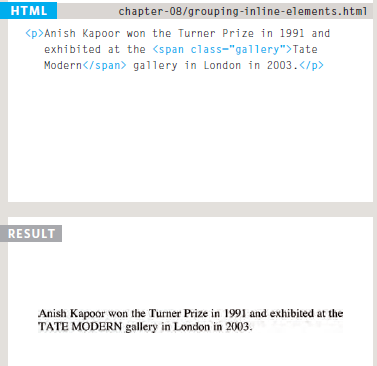 HTML
chapter-08/grouping-inline-elements.html
<p>Anish Kapoor won the Turner Prize in 1991 and
exhibited at the <span class="gallery">Tate
Modern</span> gallery in London in 2003.</p>
RESULT
Anish Kapoor won the Turner Prize in 1991 and exhibited at the
TATE MODERN gallery in London in 2003.